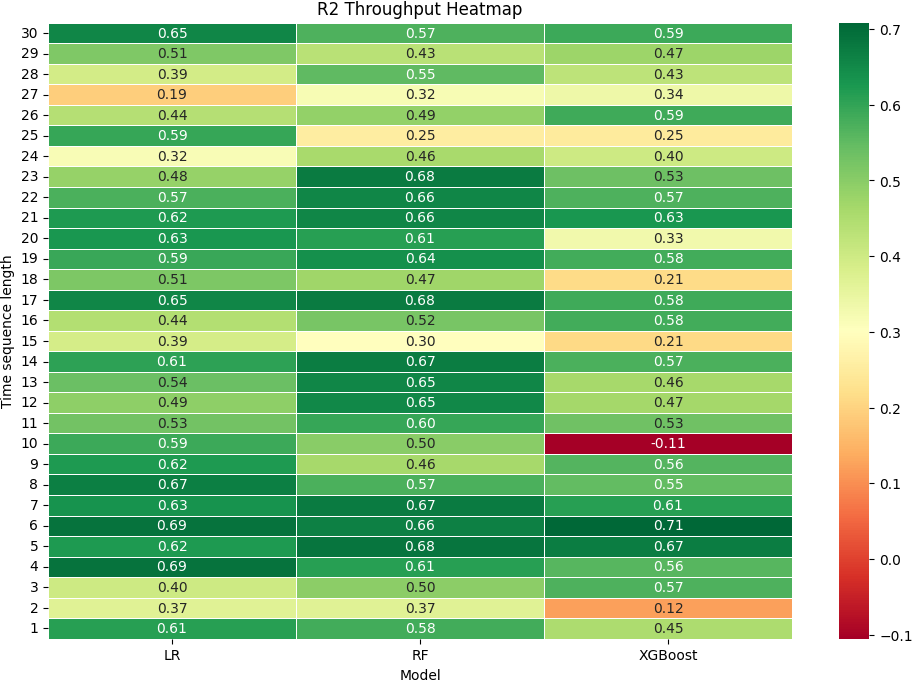 R2 Throughput Heatmap
30 0.65 0.57 0.59
29 0.51 0.43 0.47
28 0.39 0.55 0.43
27 0.19 0.32 0.34
26 0.44 0.49 0.59
25 0.59 0.25 0.25
24 0.32 0.46 0.40
23 0.48 0.68 0.53
22 0.57 0.66 0.57
21 0.62 0.66 0.63
20 0.63 0.61 0.33
19 0.59 0.64 0.58
18 0.51 0.47 0.21
17 0.65 0.68 0.58
16 0.44 0.52 0.58
15 0.39 0.30 0.21
14 0.61 0.67 0.57
13 0.54 0.65 0.46
12 0.49 0.65 0.47
11 0.53 0.60 0.53
10 0.59 0.50 -0.11
9 0.62 0.46 0.56
8 0.67 0.57 0.55
7 0.63 0.67 0.61
6 0.69 0.66 0.71
5 0.62 0.68 0.67
4 0.69 0.61 0.56
3 0.40 0.50 0.57
2 0.37 0.37 0.12
1 0.61 0.58 0.45
LR RF XGBoost
Model
Time sequence length
0.7
0.6
0.5
0.4
0.3
0.2
0.1
0.0
−0.1